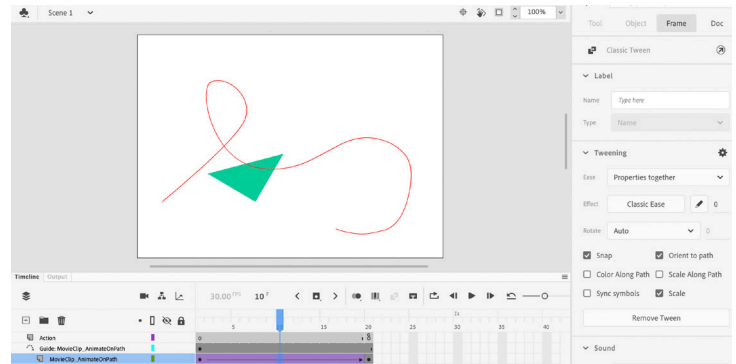 Scene 1
100%
Tool Object Frame Doc
Classic Tween
Label
Name Type here
Type Name
Tweening
Ease Properties together
Effect Classic Ease 0
Rotate Auto 0
Snap Orient to path
Color Along Path Scale Along Path
Sync symbols Scale
Remove Tween
Sound
Timeline Output
30.00 FPS 10 F
1s
5 15 20 25 30 35 40
Action
Guide: MovieClip_AnimateOnPath
MovieClip_AnimateOnPath